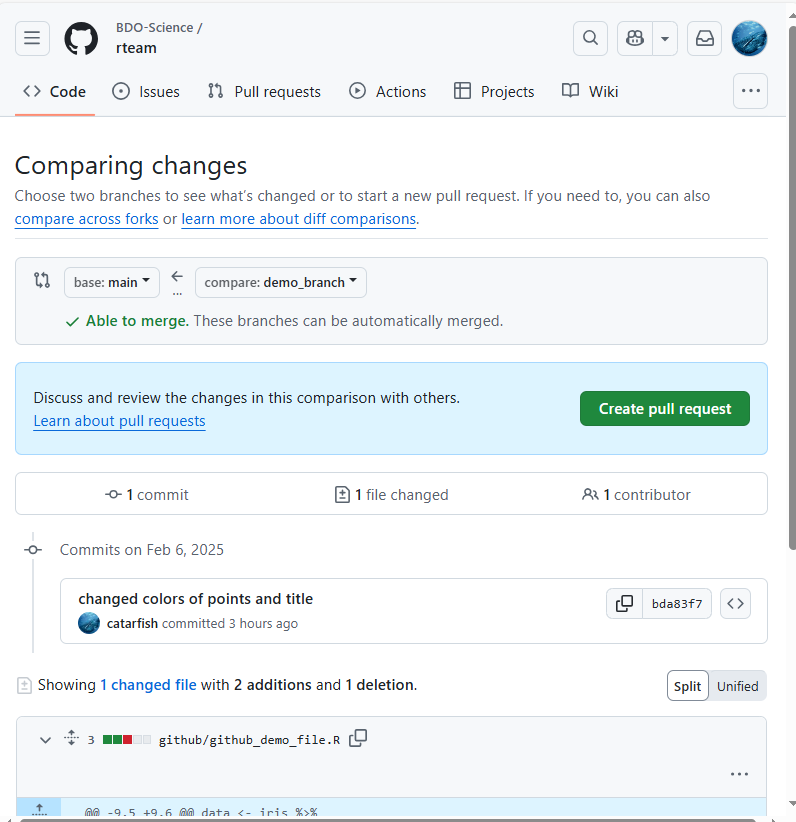 BDO-Science /
rteam
Code Issues Pull requests Actions Projects Wiki
Comparing changes
Choose two branches to see what's changed or to start a new pull request. If you need to, you can also
compare across forks or learn more about diff comparisons.
base: main compare: demo_branch
...
Able to merge. These branches can be automatically merged.
Discuss and review the changes in this comparison with others.
Learn about pull requests
Create pull request
1 commit 1 file changed 1 contributor
Commits on Feb 6, 2025
changed colors of points and title
catarfish committed 3 hours ago
bda83f7
Showing 1 changed file with 2 additions and 1 deletion.
Split Unified
3 github/github_demo_file.R
@@ -9,5 +9,6 @@ data <- iris %>%